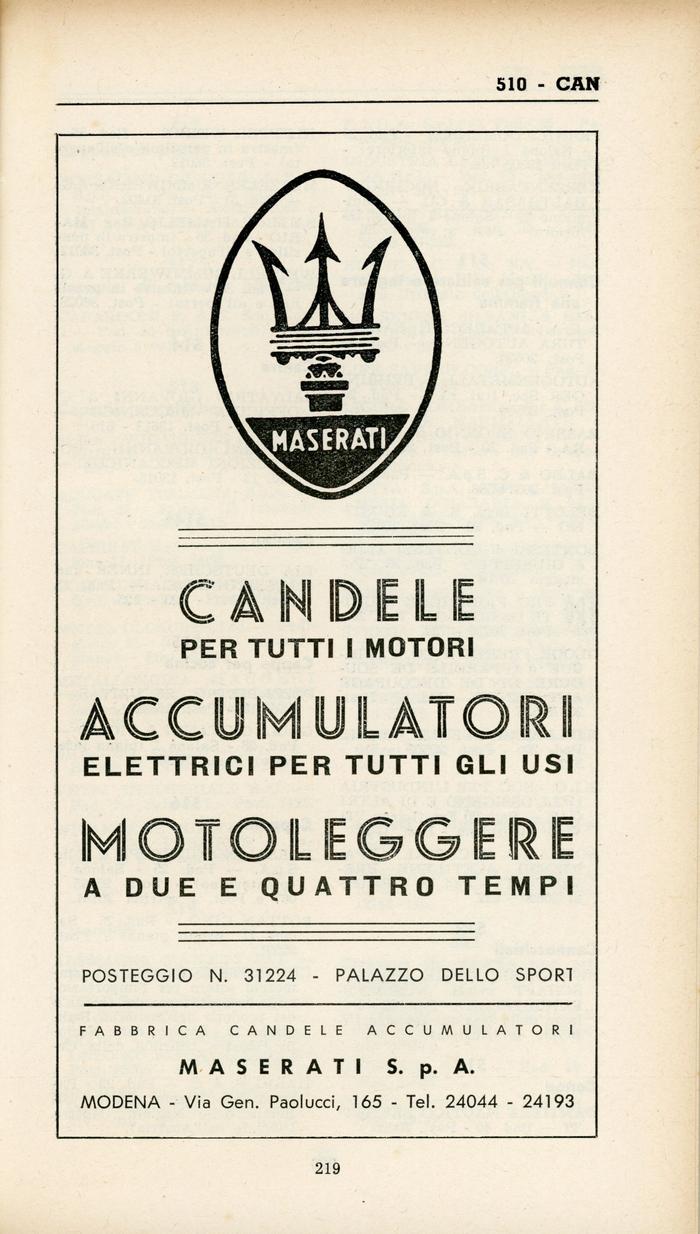 510 - CAN
MASERATI
CANDELE
PER TUTTI I MOTORI
ACCUMULATORI
ELETTRICI PER TUTTI GLI USI
MOTOLEGGERE
A DUE E QUATTRO TEMPI
POSTEGGIO N. 31224 - PALAZZO DELLO SPORT
FABBRICA CANDELE ACCUMULATORI
MASERATI S. p. A.
MODENA - Via Gen. Paolucci, 165 - Tel. 24044 - 24193
219